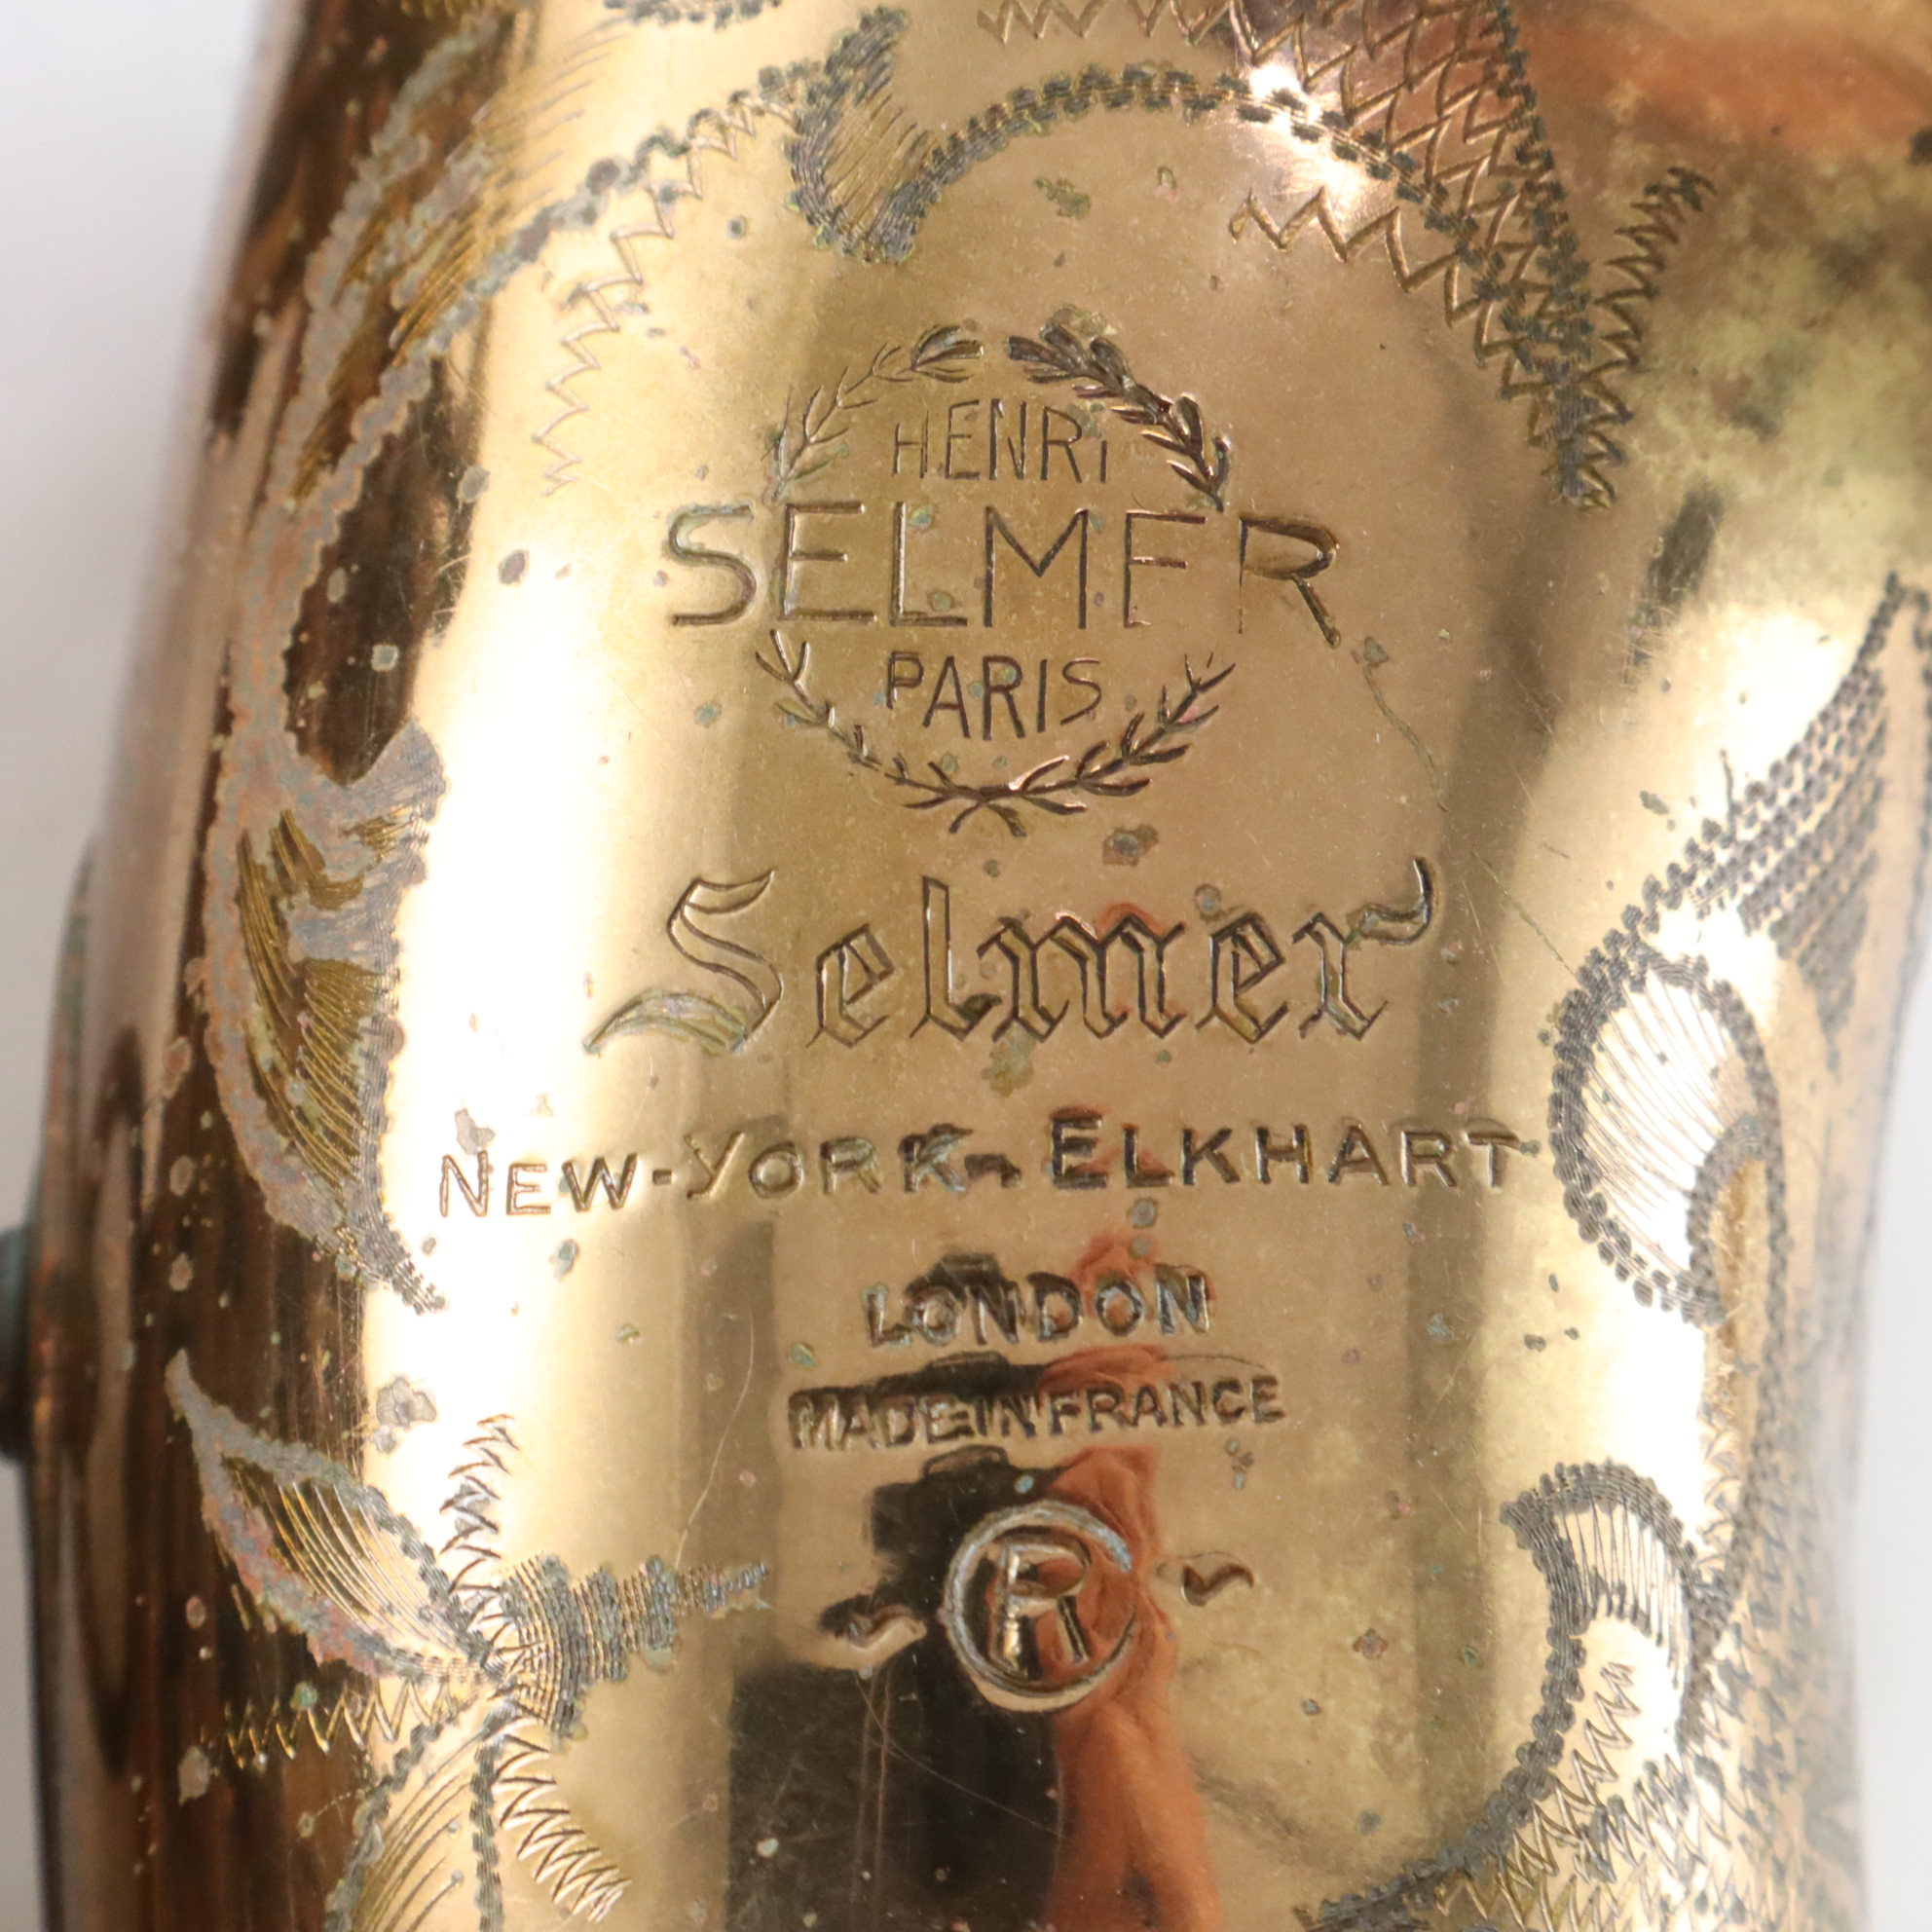 HENRI
SELMER
PARIS
Selmer
NEW-YORK-ELKHART
LONDON
MADE IN FRANCE
~ ® ~